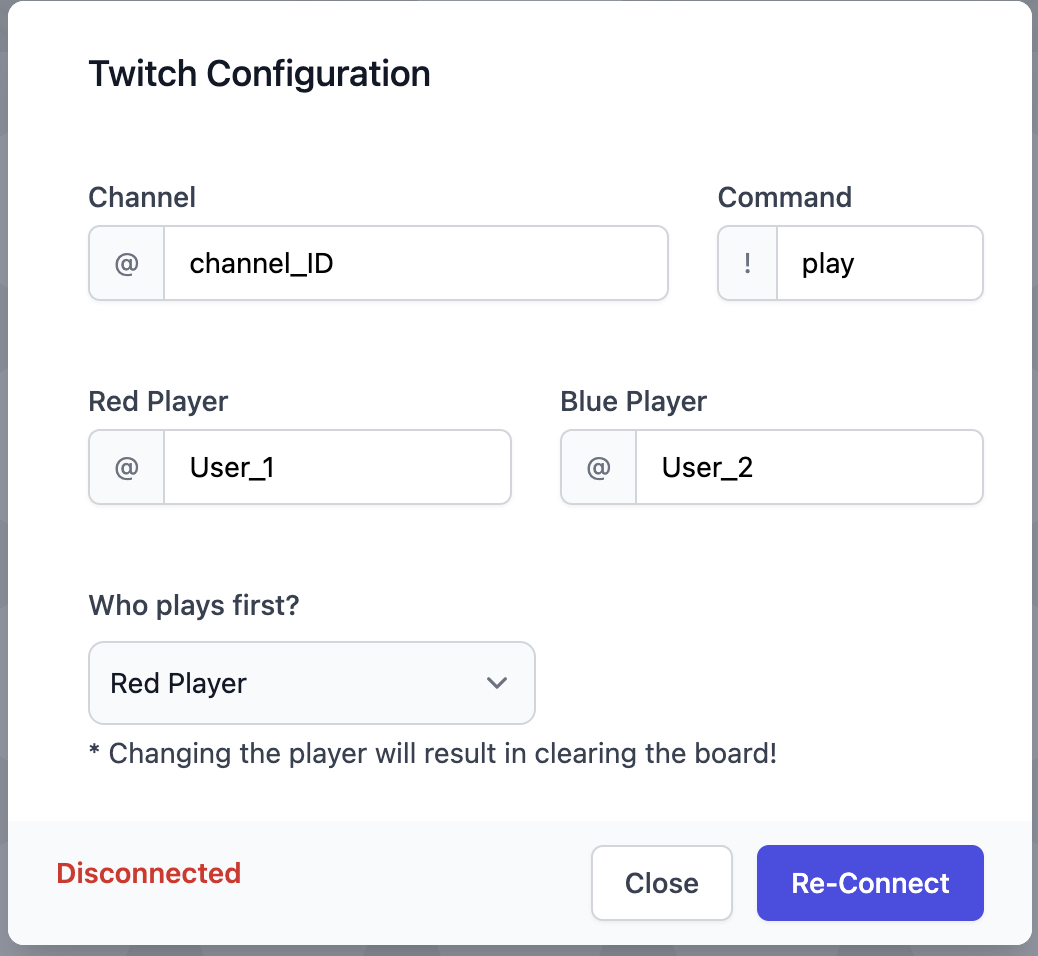 Twitch Configuration
Channel
Command
@ channel_ID
! play
Red Player
Blue Player
@ User_1
@ User_2
Who plays first?
Red Player
* Changing the player will result in clearing the board!
Disconnected
Close
Re-Connect